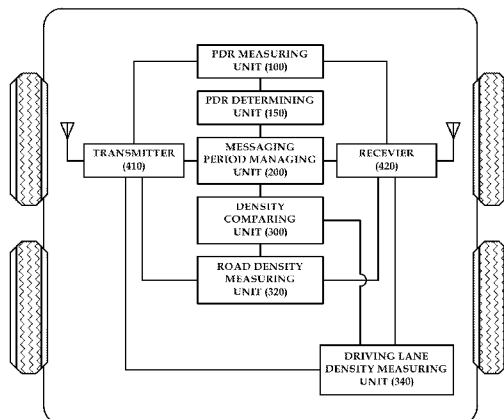 PDR MEASURING
UNIT (100)
PDR DETERMINING
UNIT (150)
TRANSMITTER
(410)
MESSAGING
PERIOD MANAGING
UNIT (200)
RECEVIER
(420)
DENSITY
COMPARING
UNIT (300)
ROAD DENSITY
MEASURING
UNIT (320)
DRIVING LANE
DENSITY MEASURING
UNIT (340)